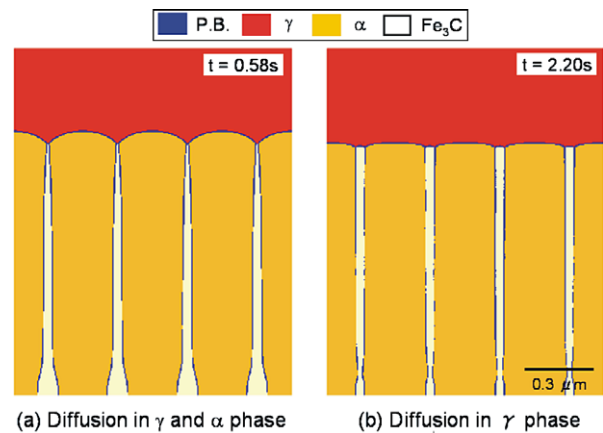 P.B. γ α Fe₃C
t = 0.58s
t = 2.20s
0.3 μm
(a) Diffusion in γ and α phase
(b) Diffusion in γ phase